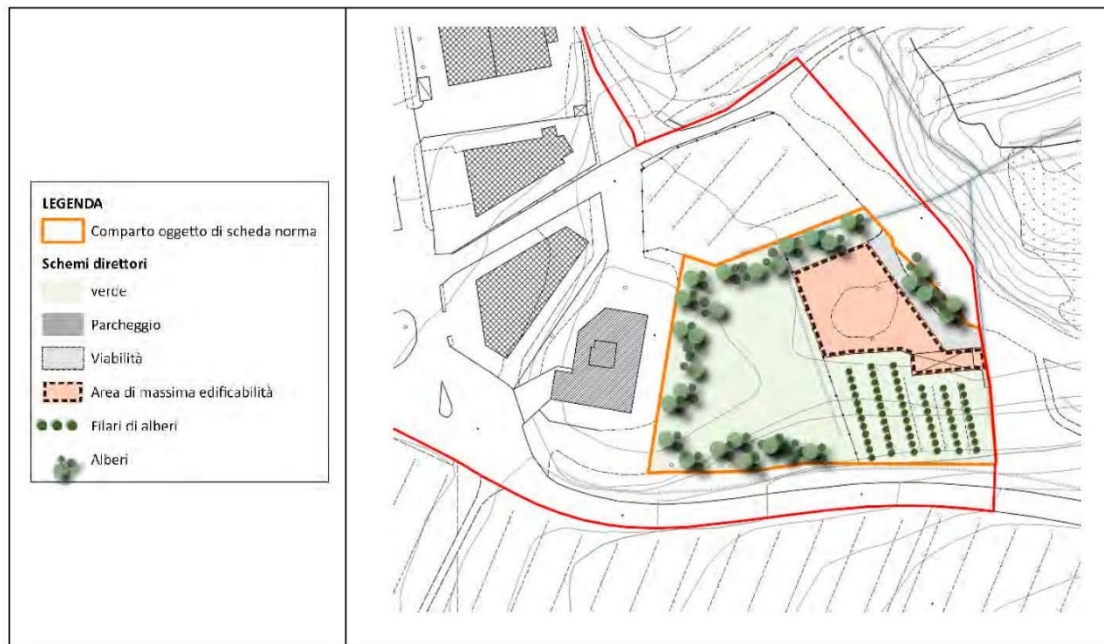 LEGENDA
Comparto oggetto di scheda norma
Schemi direttori
verde
Parcheggio
Viabilità
Area di massima edificabilità
Filari di alberi
Alberi